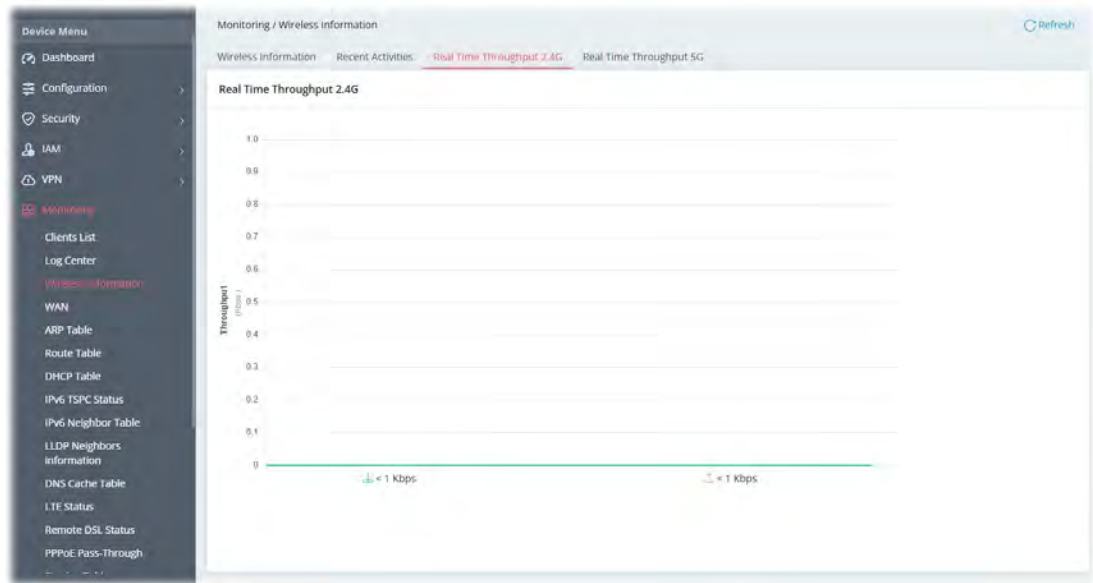 Device Menu
Dashboard
Configuration
Security
IAM
VPN
Monitoring
Clients List
Log Center
Wireless Information
WAN
ARP Table
Route Table
DHCP Table
IPv6 TSPC Status
IPv6 Neighbor Table
LLDP Neighbors
Information
DNS Cache Table
LTE Status
Remote DSL Status
PPPoE Pass-Through
Monitoring / Wireless Information
Refresh
Wireless Information Recent Activities Real Time Throughput 2.4G Real Time Throughput 5G
Real Time Throughput 2.4G
1.0
0.9
0.8
0.7
0.6
0.5
0.4
0.3
0.2
0.1
0
Throughput
(Kbps)
< 1 Kbps
< 1 Kbps